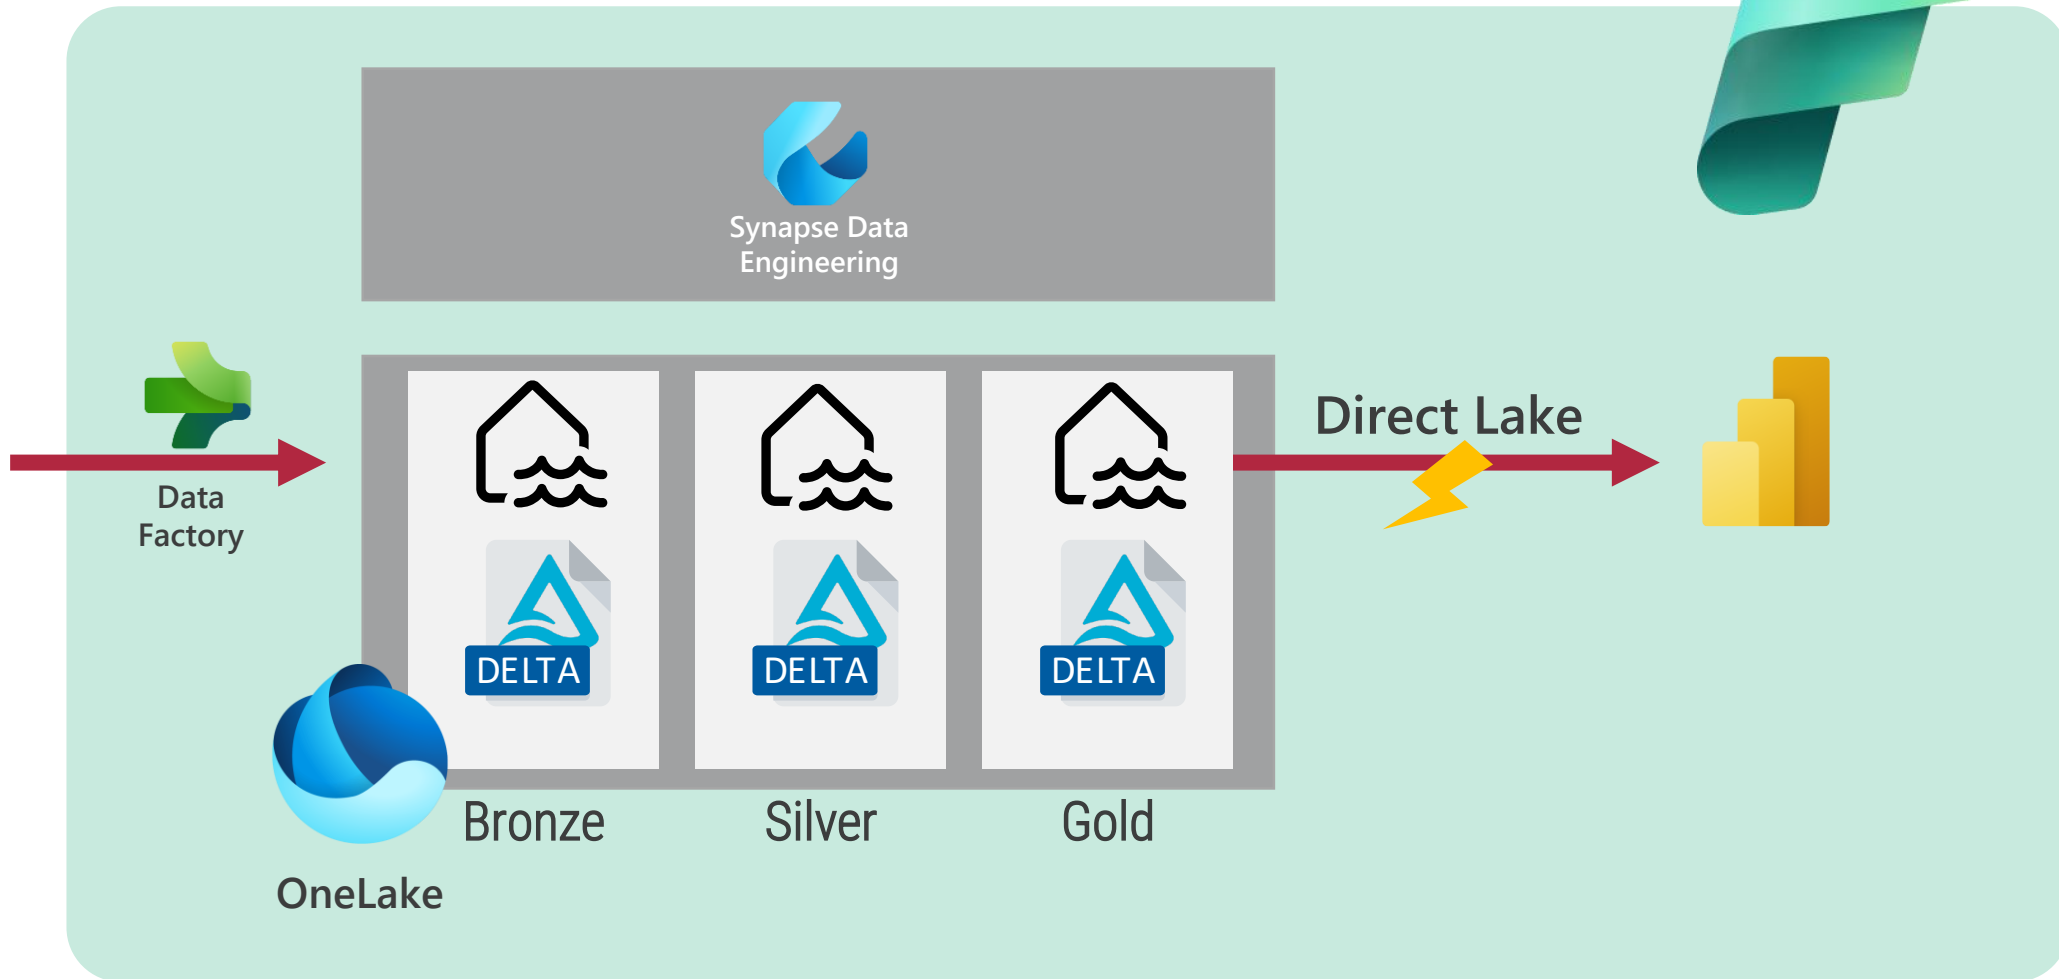 Synapse Data
Engineering
Data
Factory
Direct Lake
DELTA
DELTA
DELTA
Bronze
Silver
Gold
OneLake